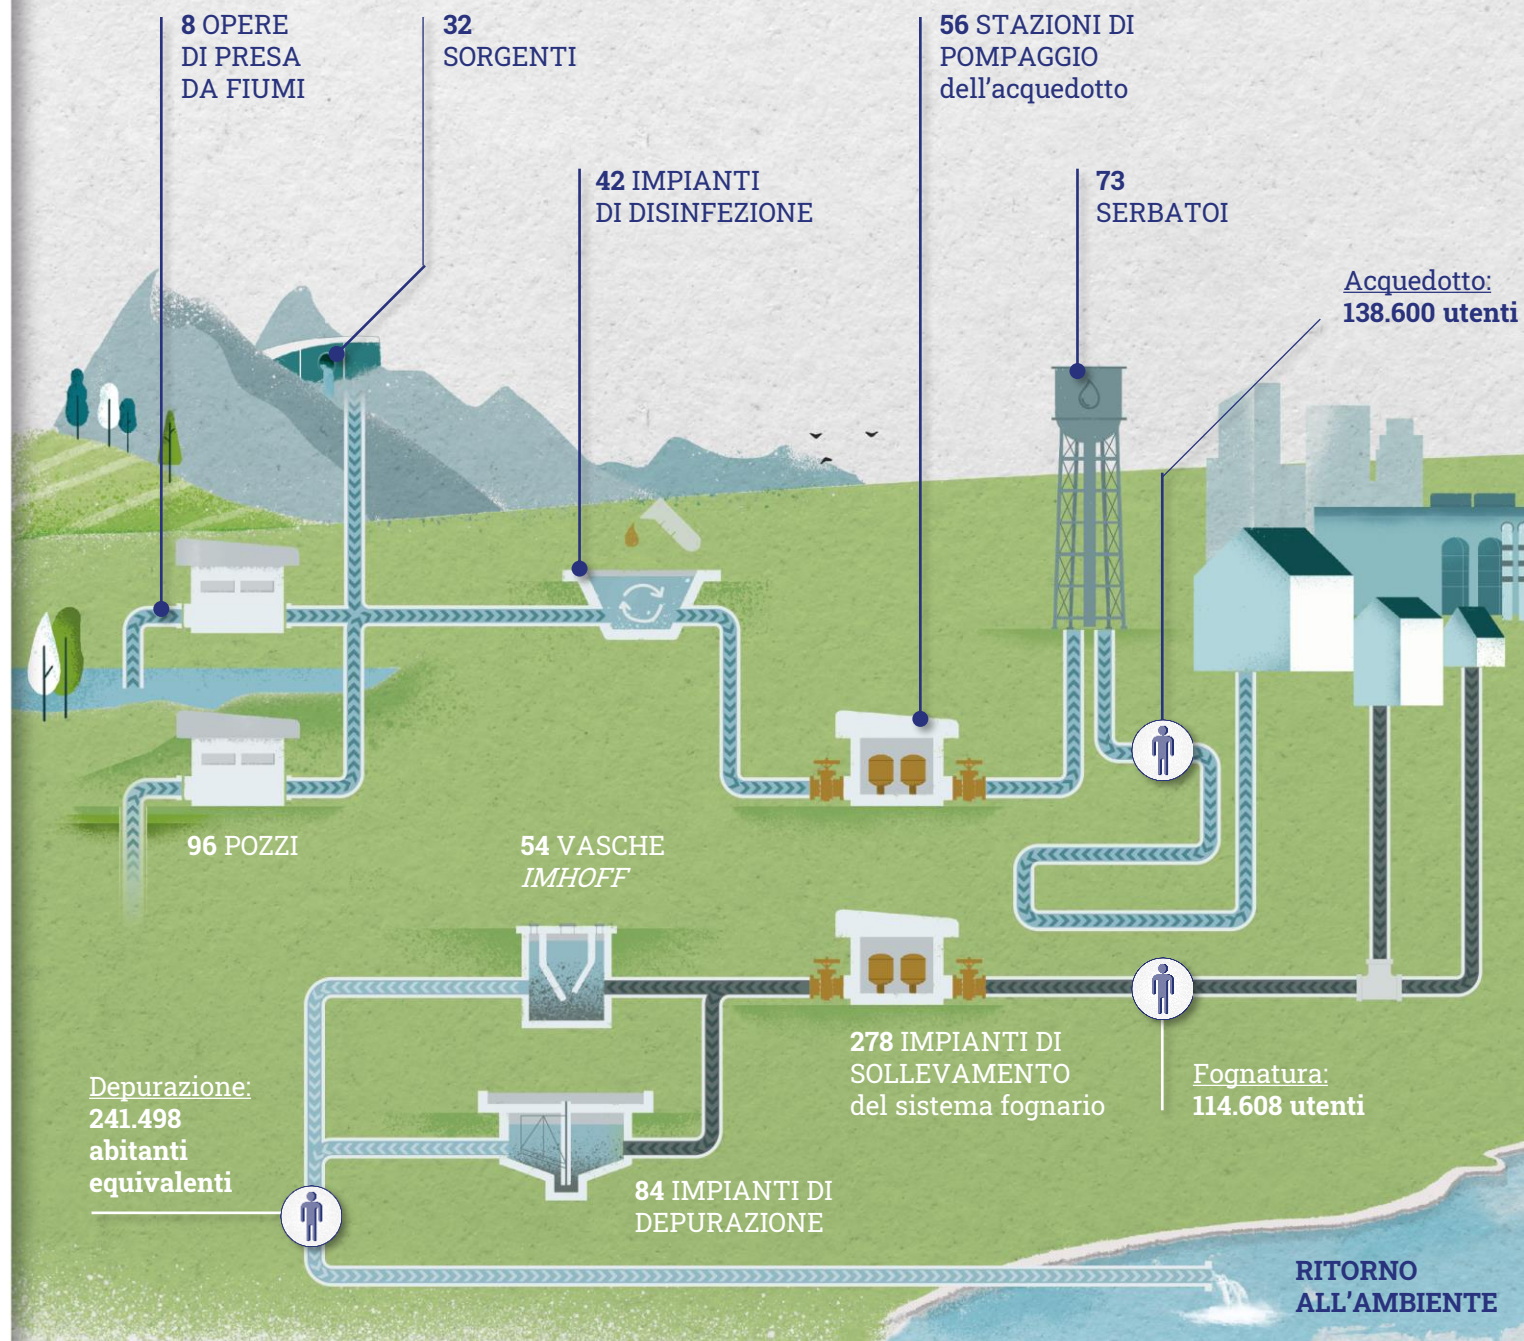 8 OPERE
DI PRESA
DA FIUMI
32
SORGENTI
56 STAZIONI DI
POMPAGGIO
dell'acquedotto
42 IMPIANTI
DI DISINFEZIONE
73
SERBATOI
Acquedotto:
138.600 utenti
96 POZZI
54 VASCHE
IMHOFF
278 IMPIANTI DI
SOLLEVAMENTO
del sistema fognario
Fognatura:
114.608 utenti
Depurazione:
241.498
abitanti
equivalenti
84 IMPIANTI DI
DEPURAZIONE
RITORNO
ALL'AMBIENTE